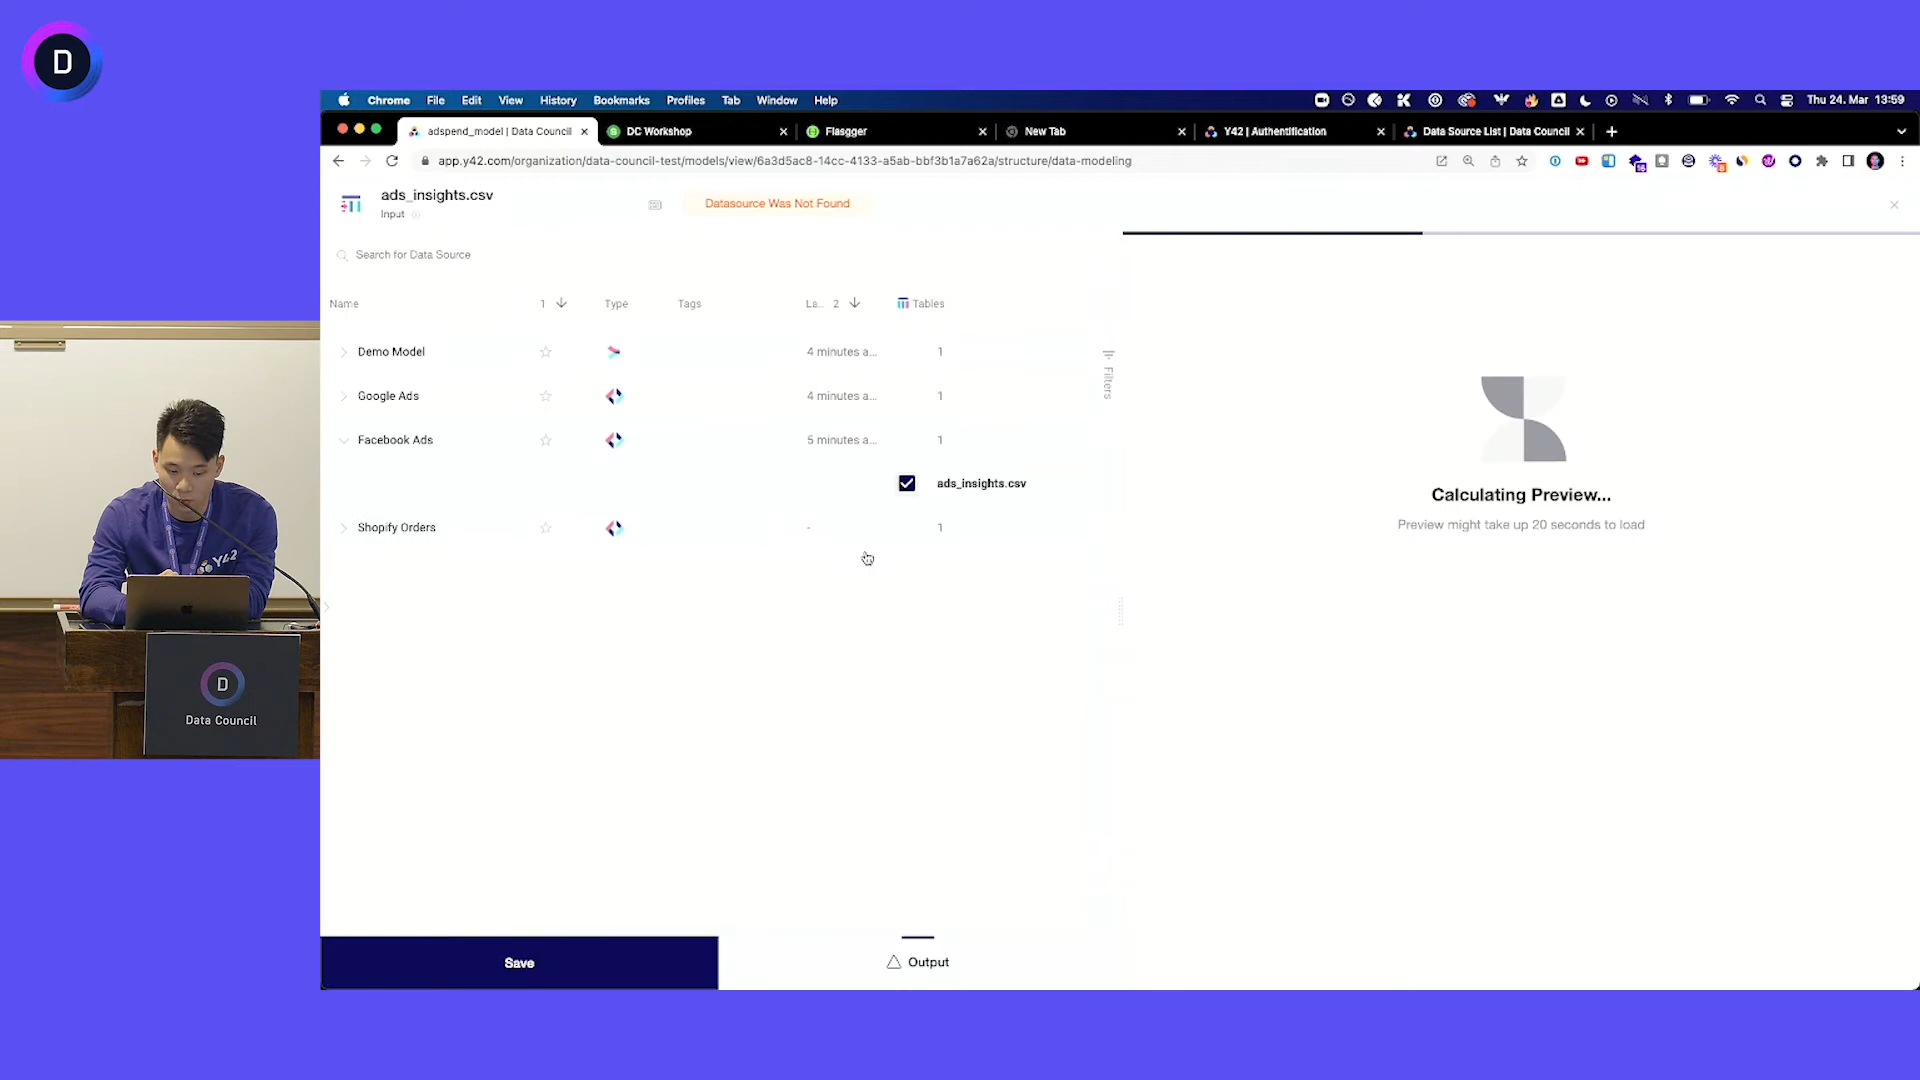 D
Chrome File Edit View History Bookmarks Profiles Tab Window Help
Thu 24. Mar 13:59
adspend_model | Data Council
DC Workshop
Flasgger
New Tab
Y42 | Authentification
Data Source List | Data Council
app.y42.com/organization/data-council-test/models/view/6a3d5ac8-14cc-4133-a5ab-bbf3b1a7a62a/structure/data-modeling
ads_insights.csv
Input
Datasource Was Not Found
Search for Data Source
Name 1 Type Tags La... 2 Tables
Demo Model 4 minutes a... 1
Google Ads 4 minutes a... 1
Facebook Ads 5 minutes a... 1
ads_insights.csv
Shopify Orders - 1
Filters
Calculating Preview...
Preview might take up 20 seconds to load
Save
Output
Y42
D
Data Council